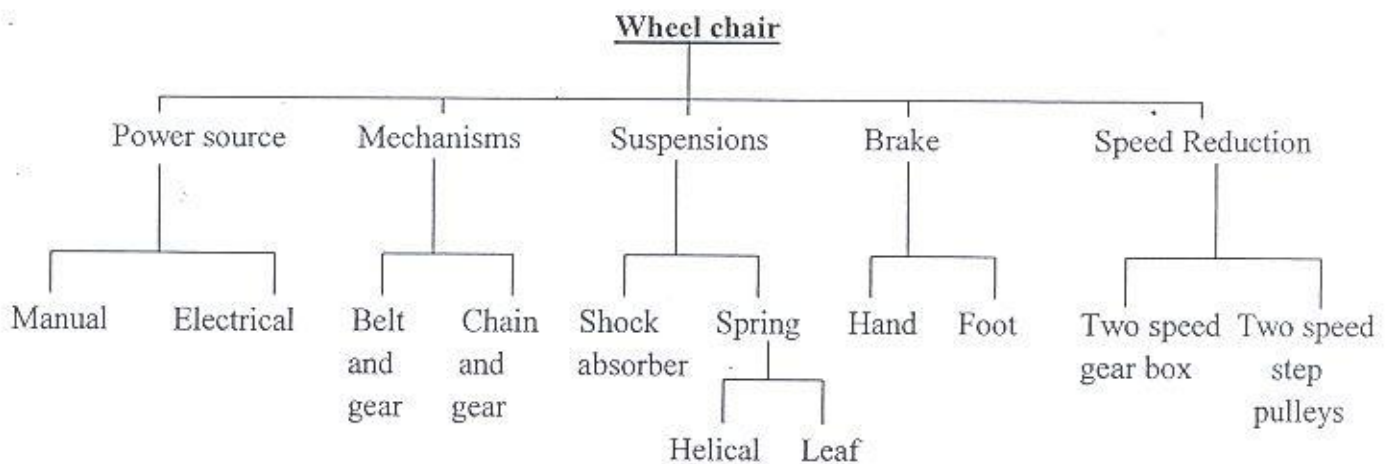 Wheel chair
Power source
Mechanisms
Suspensions
Brake
Speed Reduction
Manual
Electrical
Belt
and
gear
Chain
and
gear
Shock
absorber
Spring
Helical
Leaf
Hand
Foot
Two speed
gear box
Two speed
step
pulleys